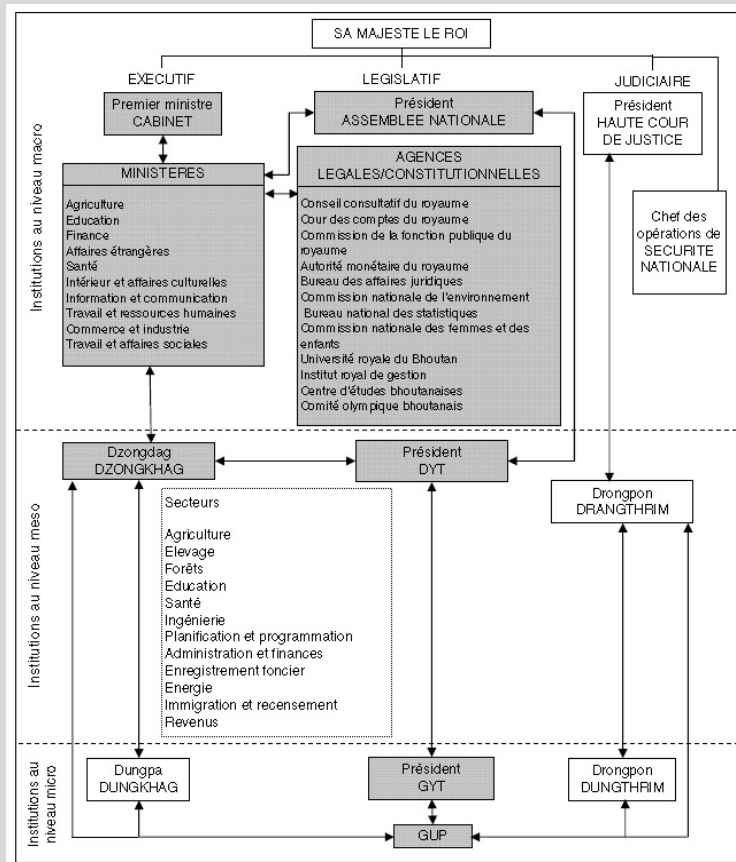 SA MAJESTE LE ROI
EXECUTIF
LEGISLATIF
JUDICIAIRE
Premier ministre
CABINET
Président
ASSEMBLEE NATIONALE
Président
HAUTE COUR
DE JUSTICE
Institutions au niveau macro
MINISTERES
Agriculture
Education
Finance
Affaires étrangères
Santé
Intérieur et affaires culturelles
Information et communication
Travail et ressources humaines
Commerce et industrie
Travail et affaires sociales
AGENCES
LEGALES/CONSTITUTIONNELLES
Conseil consultatif du royaume
Cour des comptes du royaume
Commission de la fonction publique du
royaume
Autorité monétaire du royaume
Bureau des affaires juridiques
Commission nationale de l'environnement
Bureau national des statistiques
Commission nationale des femmes et des
enfants
Université royale du Bhoutan
Institut royal de gestion
Centre d'études bhoutanaises
Comité olympique bhoutanais
Chef des
opérations de
SECURITE
NATIONALE
Institutions au niveau meso
Dzongdag
DZONGKHAG
Président
DYT
Drongpon
DRANGTHRIM
Secteurs
Agriculture
Elevage
Forêts
Education
Santé
Ingénierie
Planification et programmation
Administration et finances
Enregistrement foncier
Energie
Immigration et recensement
Revenus
Institutions au
niveau micro
Dungpa
DUNGKHAG
Président
GYT
Drongpon
DUNGTHRIM
GUP